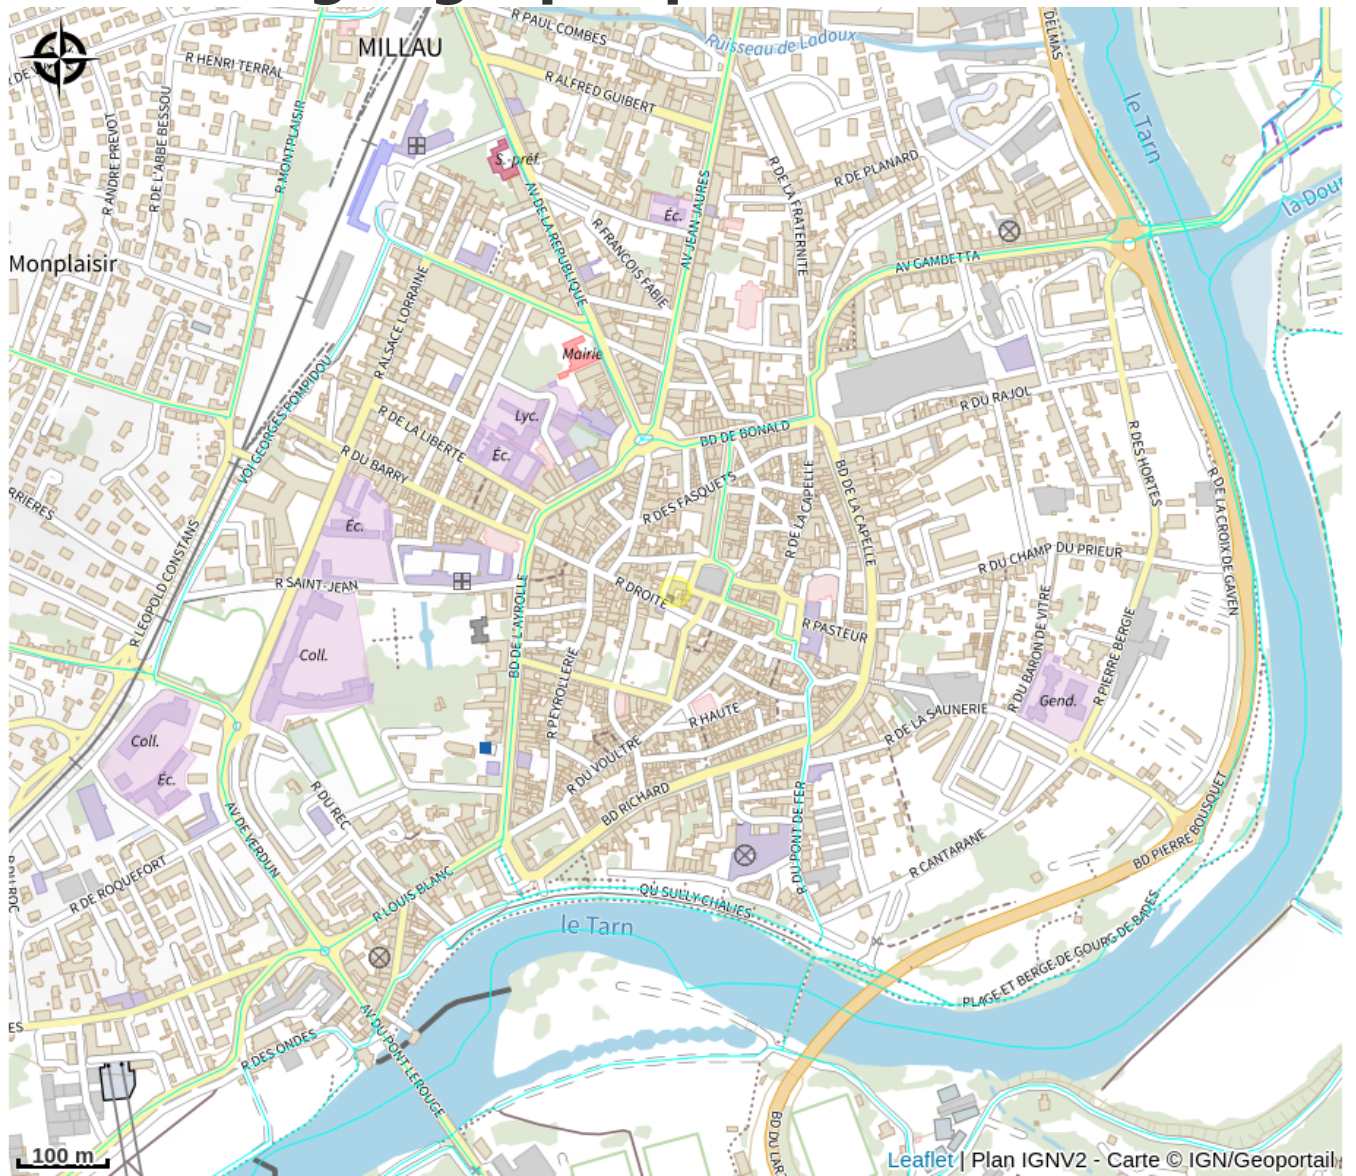 R PAUL COMBES
MILLAU
R HENRI TERRAL
Ruisseau de Ladoux
DELMAS
R ALFRED GUIBERT
R ANDRE PREVOT
R DE L'ABBE BESSOU
R MONTPLAISIR
le Tarn
S.-préf.
R DE LA FRATERNITE
R DE PLANARD
AV DE LA REPUBLIQUE
AV JEAN JAURES
Éc.
R FRANCOIS FABIE
la Dour
Monplaisir
AV GAMBETTA
R ALSACE LORRAINE
Mairie
VOI GEORGES POMPIDOU
R DU RAJOL
Lyc.
R DE LA LIBERTE
BD DE BONALD
Éc.
R DU BARRY
R DES FASQUETS
R DE LA CAPELLE
BD DE LA CAPELLE
R DES HORTES
R DE LA CROIX DE GAVEN
RRIERES
Éc.
R LEOPOLD CONSTANS
R DU CHAMP DU PRIEUR
R SAINT-JEAN
R DROITE
BD DE L'AYROLLE
R PASTEUR
R DU BARON DE VITRE
R PIERRE BERGIE
Coll.
R PEYROLLERIE
Gend.
R HAUTE
R DE LA SAUNERIE
Coll.
Éc.
R DU VOULTRE
R DU REC
BD RICHARD
R DU PONT DE FER
BD PIERRE BOUSQUET
AV DE VERDUN
R DE ROQUEFORT
R CANTARANE
R LOUIS BLANC
QU SULLY CHALIES
le Tarn
PLAGE ET BERGE DE GOURG DE BADES
ES
R DES ONDES
AV DU PONT LEROUGE
BD DU LAR
100 m
Leaflet | Plan IGNV2 - Carte © IGN/Geoportail